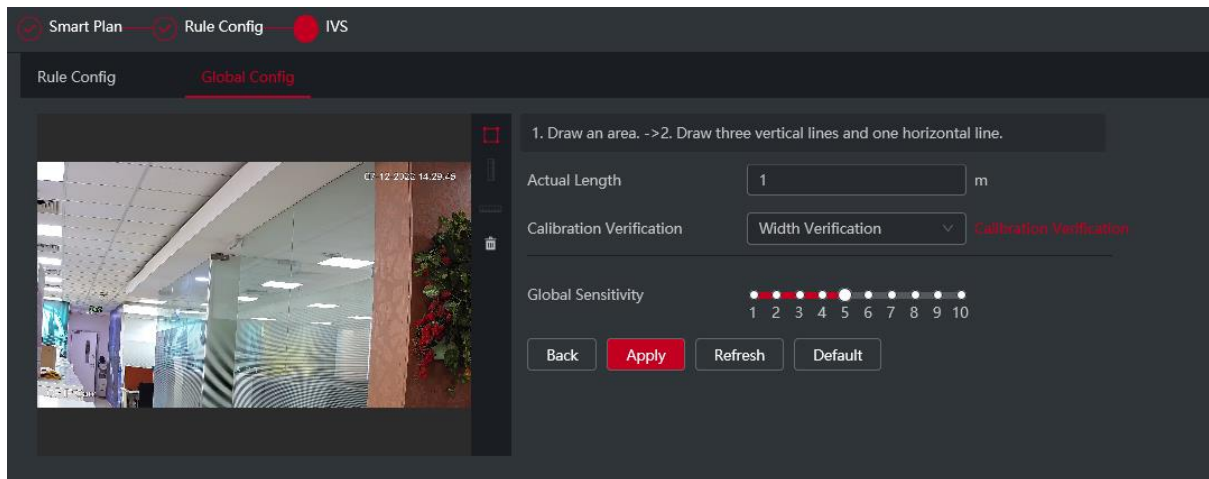 Smart Plan Rule Config IVS
Rule Config Global Config
1. Draw an area. ->2. Draw three vertical lines and one horizontal line.
Actual Length 1 m
Calibration Verification Width Verification Calibration Verification
Global Sensitivity
1 2 3 4 5 6 7 8 9 10
Back Apply Refresh Default